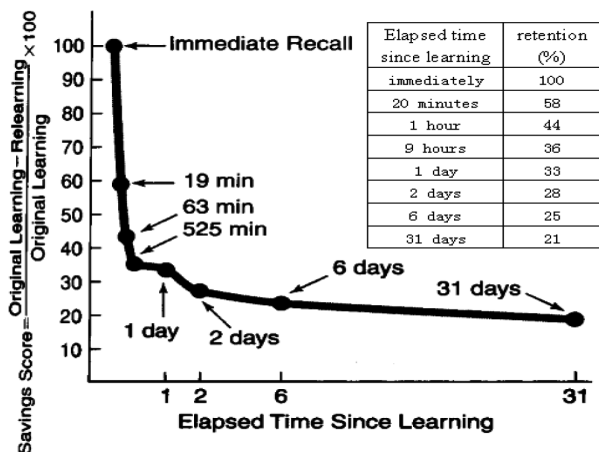 Savings Score = Original Learning – Relearning / Original Learning ×100
100
90
80
70
60
50
40
30
20
10
Immediate Recall
19 min
63 min
525 min
1 day
2 days
6 days
31 days
1 2 6 31
Elapsed Time Since Learning
Elapsed time since learning | retention (%)
immediately | 100
20 minutes | 58
1 hour | 44
9 hours | 36
1 day | 33
2 days | 28
6 days | 25
31 days | 21